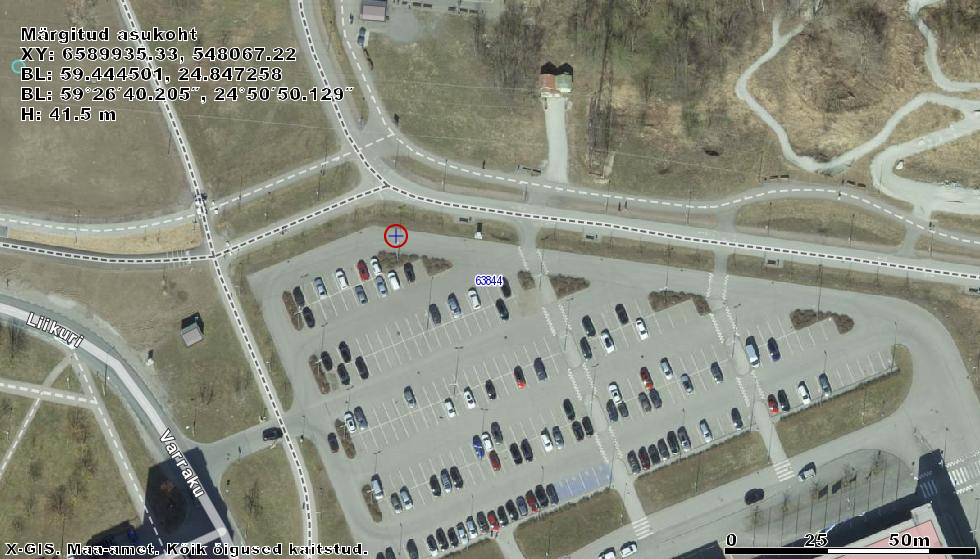 Märgitud asukoht
XY: 6589935.33, 548067.22
BL: 59.444501, 24.847258
BL: 59°26′40.205″, 24°50′50.129″
H: 41.5 m
63844
Liikuri
Varraku
X-GIS. Maa-amet. Kõik õigused kaitstud.
0 25 50m